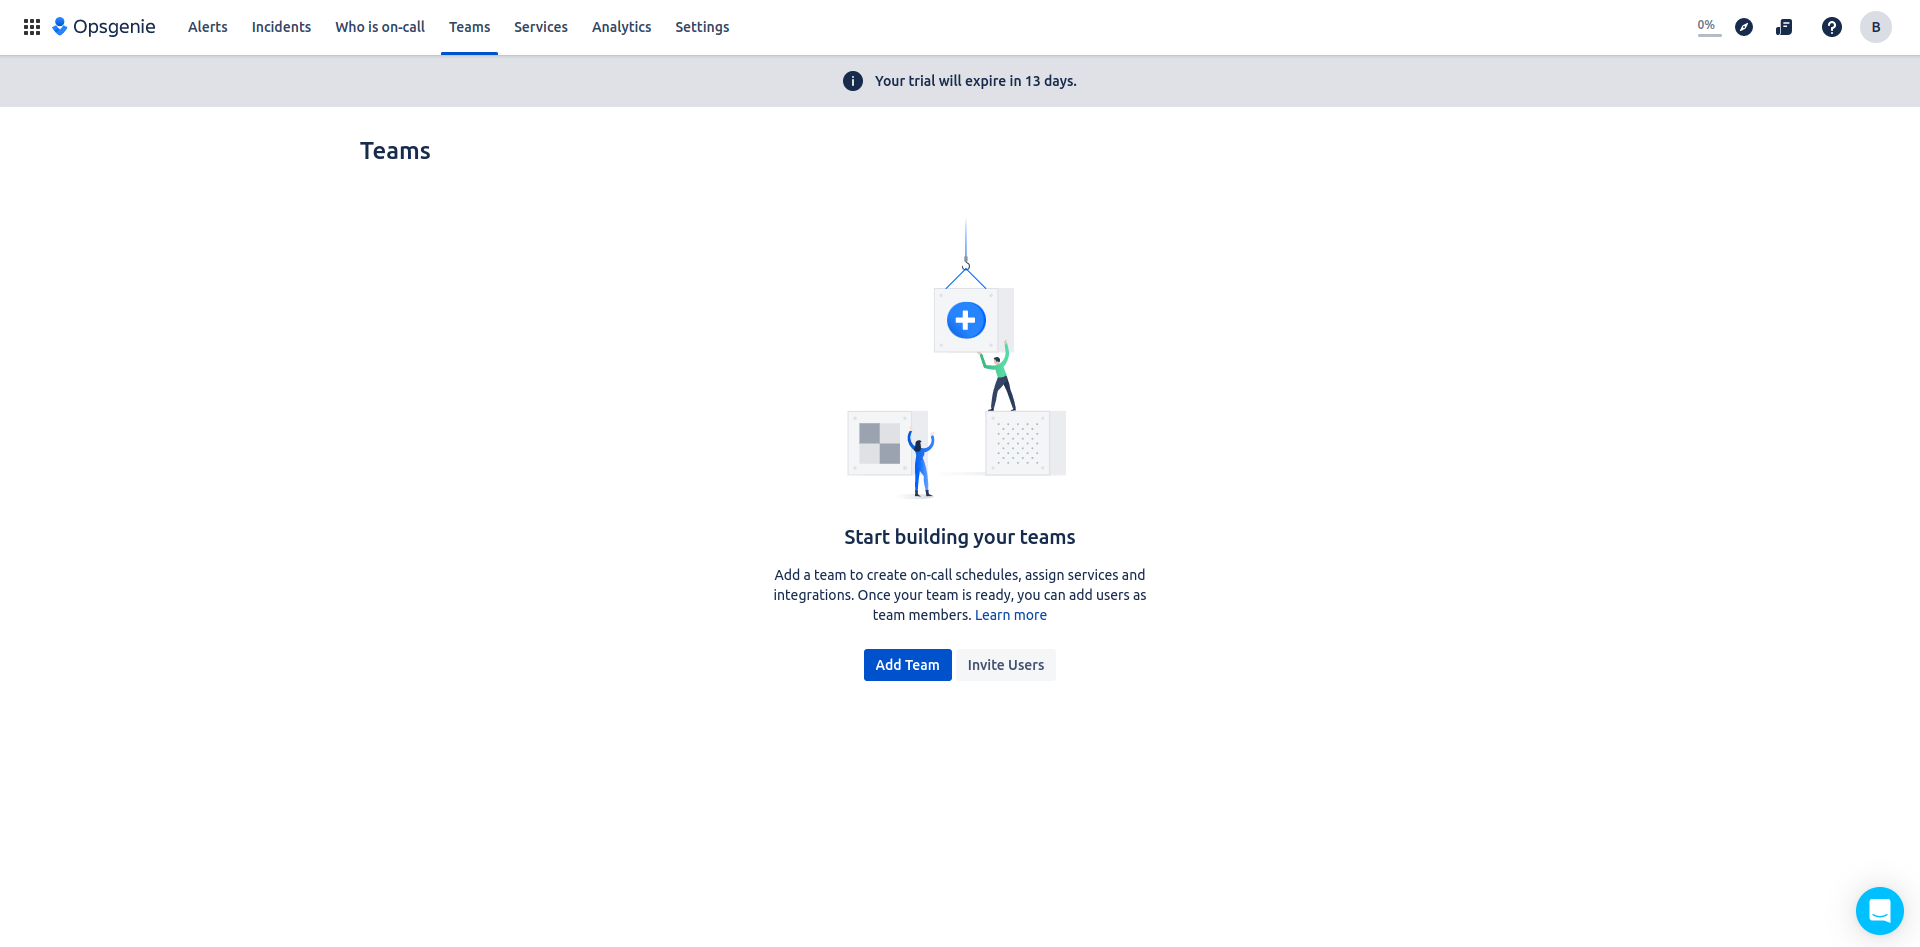 Opsgenie Alerts Incidents Who is on-call Teams Services Analytics Settings 0% B
Your trial will expire in 13 days.
Teams
Start building your teams
Add a team to create on-call schedules, assign services and
integrations. Once your team is ready, you can add users as
team members. Learn more
Add Team Invite Users